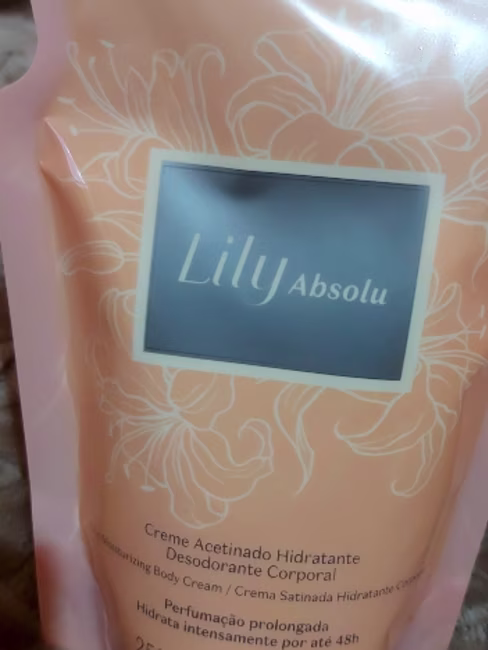 Lily Absolu
Creme Acetinado Hidratante
Desodorante Corporal
Moisturizing Body Cream / Crema Satinada Hidratante
Perfumação prolongada
Hidrata intensamente por até 48h